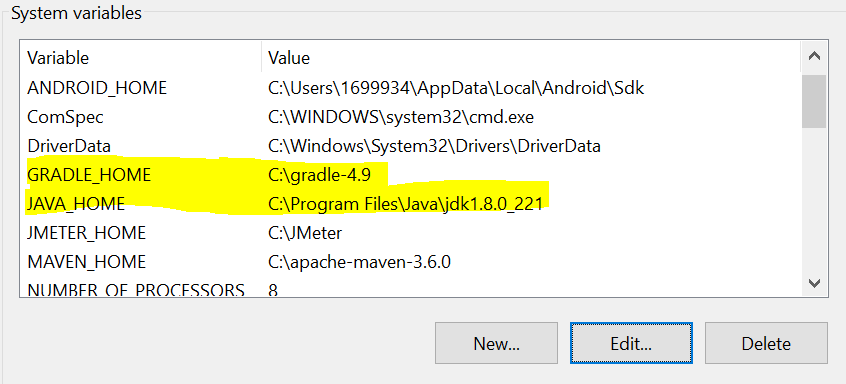 System variables
Variable Value
ANDROID_HOME C:\Users\1699934\AppData\Local\Android\Sdk
ComSpec C:\WINDOWS\system32\cmd.exe
DriverData C:\Windows\System32\Drivers\DriverData
GRADLE_HOME C:\gradle-4.9
JAVA_HOME C:\Program Files\Java\jdk1.8.0_221
JMETER_HOME C:\JMeter
MAVEN_HOME C:\apache-maven-3.6.0
NUMBER_OF_PROCESSORS 8
New... Edit... Delete